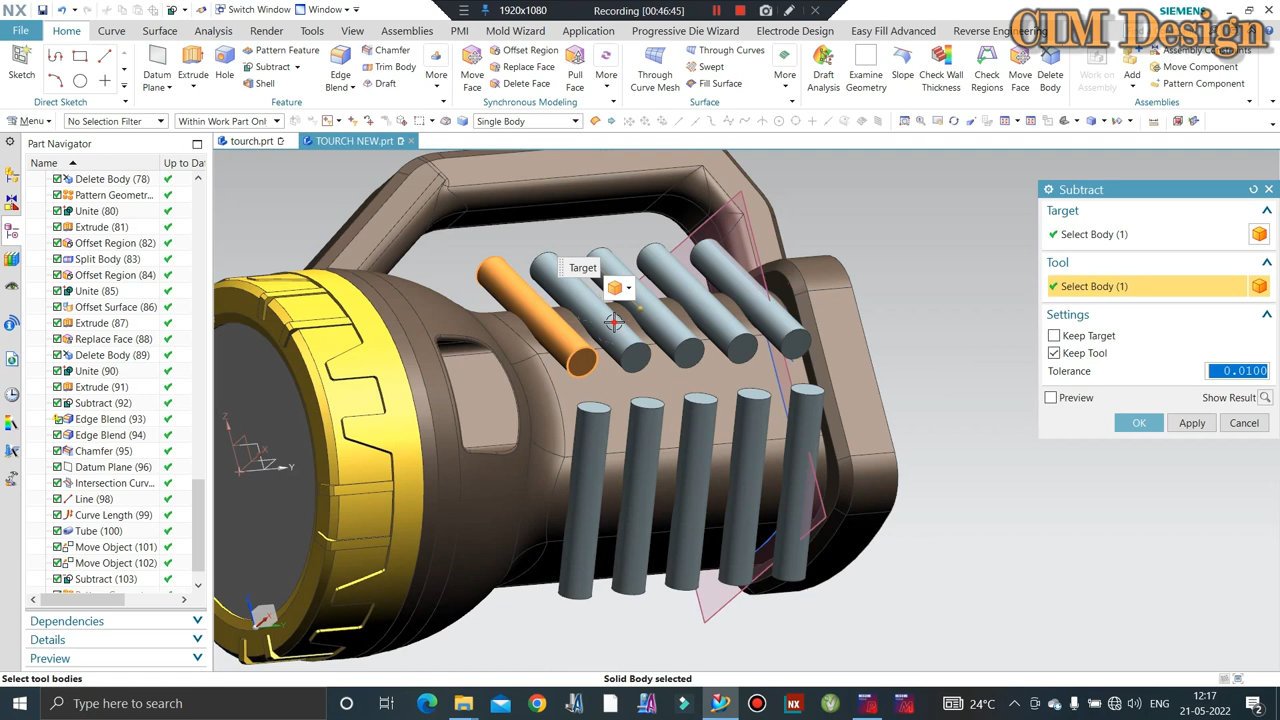 NX
Switch Window
Window
1920x1080
Recording [00:46:45]
SIEMENS
CIM Design
File
Home
Curve
Surface
Analysis
Render
Tools
View
Assemblies
PMI
Mold Wizard
Application
Progressive Die Wizard
Electrode Design
Easy Fill Advanced
Reverse Engineering
Sketch
Direct Sketch
Datum Plane
Extrude
Hole
Pattern Feature
Subtract
Shell
Edge Blend
Chamfer
Trim Body
Draft
More
Feature
Move Face
Offset Region
Replace Face
Delete Face
Pull Face
More
Synchronous Modeling
Through Curve Mesh
Through Curves
Swept
Fill Surface
More
Surface
Draft Analysis
Examine Geometry
Slope
Check Wall Thickness
Check Regions
Move Face
Delete Body
Work on Assembly
Add
Assembly Constraints
Move Component
Pattern Component
Assemblies
Menu
No Selection Filter
Within Work Part Only
Single Body
Part Navigator
tourch.prt
TOURCH NEW.prt
Name
Up to Da
Delete Body (78)
Pattern Geometr...
Unite (80)
Extrude (81)
Offset Region (82)
Split Body (83)
Offset Region (84)
Unite (85)
Offset Surface (86)
Extrude (87)
Replace Face (88)
Delete Body (89)
Unite (90)
Extrude (91)
Subtract (92)
Edge Blend (93)
Edge Blend (94)
Chamfer (95)
Datum Plane (96)
Intersection Curv...
Line (98)
Curve Length (99)
Tube (100)
Move Object (101)
Move Object (102)
Subtract (103)
Dependencies
Details
Preview
Target
Z
X
Y
Subtract
Target
Select Body (1)
Tool
Select Body (1)
Settings
Keep Target
Keep Tool
Tolerance
0.0100
Preview
Show Result
OK
Apply
Cancel
Select tool bodies
Solid Body selected
Type here to search
24°C
ENG
12:17
21-05-2022
2